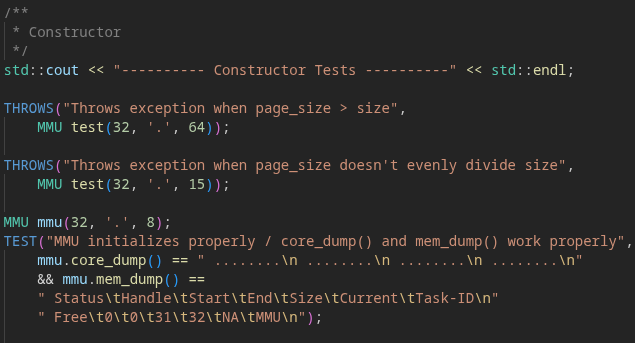 /**
 * Constructor
 */
std::cout << "---------- Constructor Tests ----------" << std::endl;
THROWS("Throws exception when page_size > size",
    MMU test(32, '.', 64));
THROWS("Throws exception when page_size doesn't evenly divide size",
    MMU test(32, '.', 15));
MMU mmu(32, '.', 8);
TEST("MMU initializes properly / core_dump() and mem_dump() work properly",
    mmu.core_dump() == " ........\n ........\n ........\n ........\n"
    && mmu.mem_dump() ==
    " Status\tHandle\tStart\tEnd\tSize\tCurrent\tTask-ID\n"
    " Free\t0\t0\t31\t32\tNA\tMMU\n");